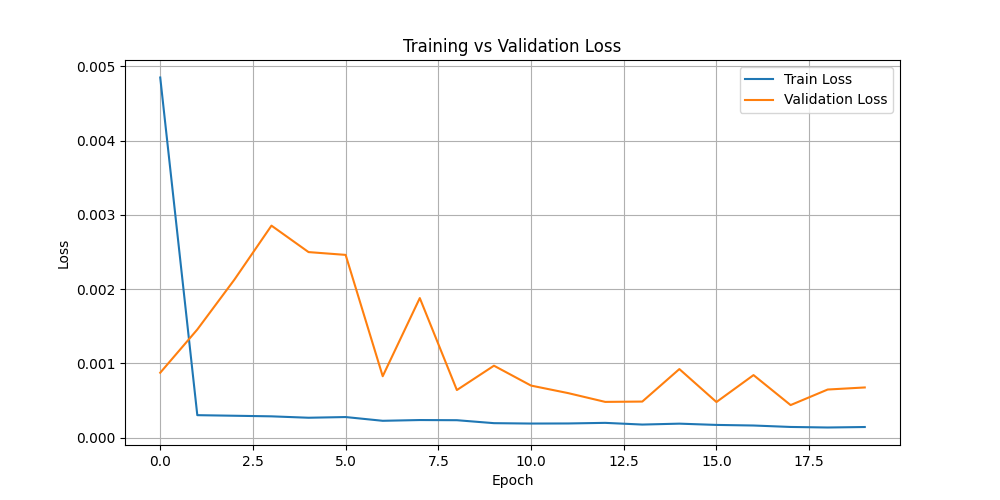 Training vs Validation Loss
0.005
0.004
0.003
0.002
0.001
0.000
Loss
Train Loss
Validation Loss
0.0 2.5 5.0 7.5 10.0 12.5 15.0 17.5
Epoch